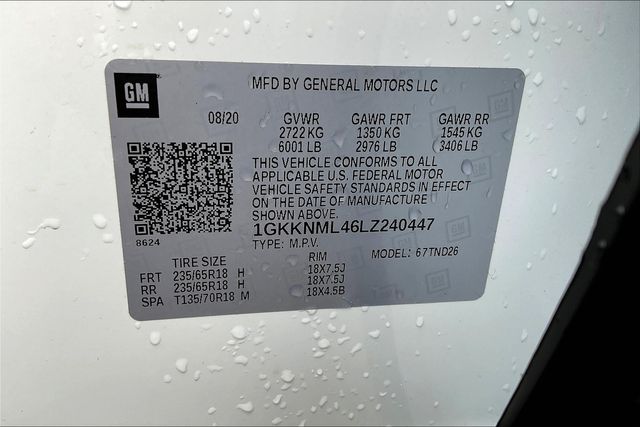 GM
MFD BY GENERAL MOTORS LLC
08/20 GVWR GAWR FRT GAWR RR
2722 KG 1350 KG 1545 KG
6001 LB 2976 LB 3406 LB
THIS VEHICLE CONFORMS TO ALL
APPLICABLE U.S. FEDERAL MOTOR
VEHICLE SAFETY STANDARDS IN EFFECT
ON THE DATE OF MANUFACTURE
SHOWN ABOVE.
8624
1GKKNML46LZ240447
TYPE: M.P.V. MODEL: 67TND26
TIRE SIZE RIM
FRT 235/65R18 H 18X7.5J
RR 235/65R18 H 18X7.5J
SPA T135/70R18 M 18X4.5B